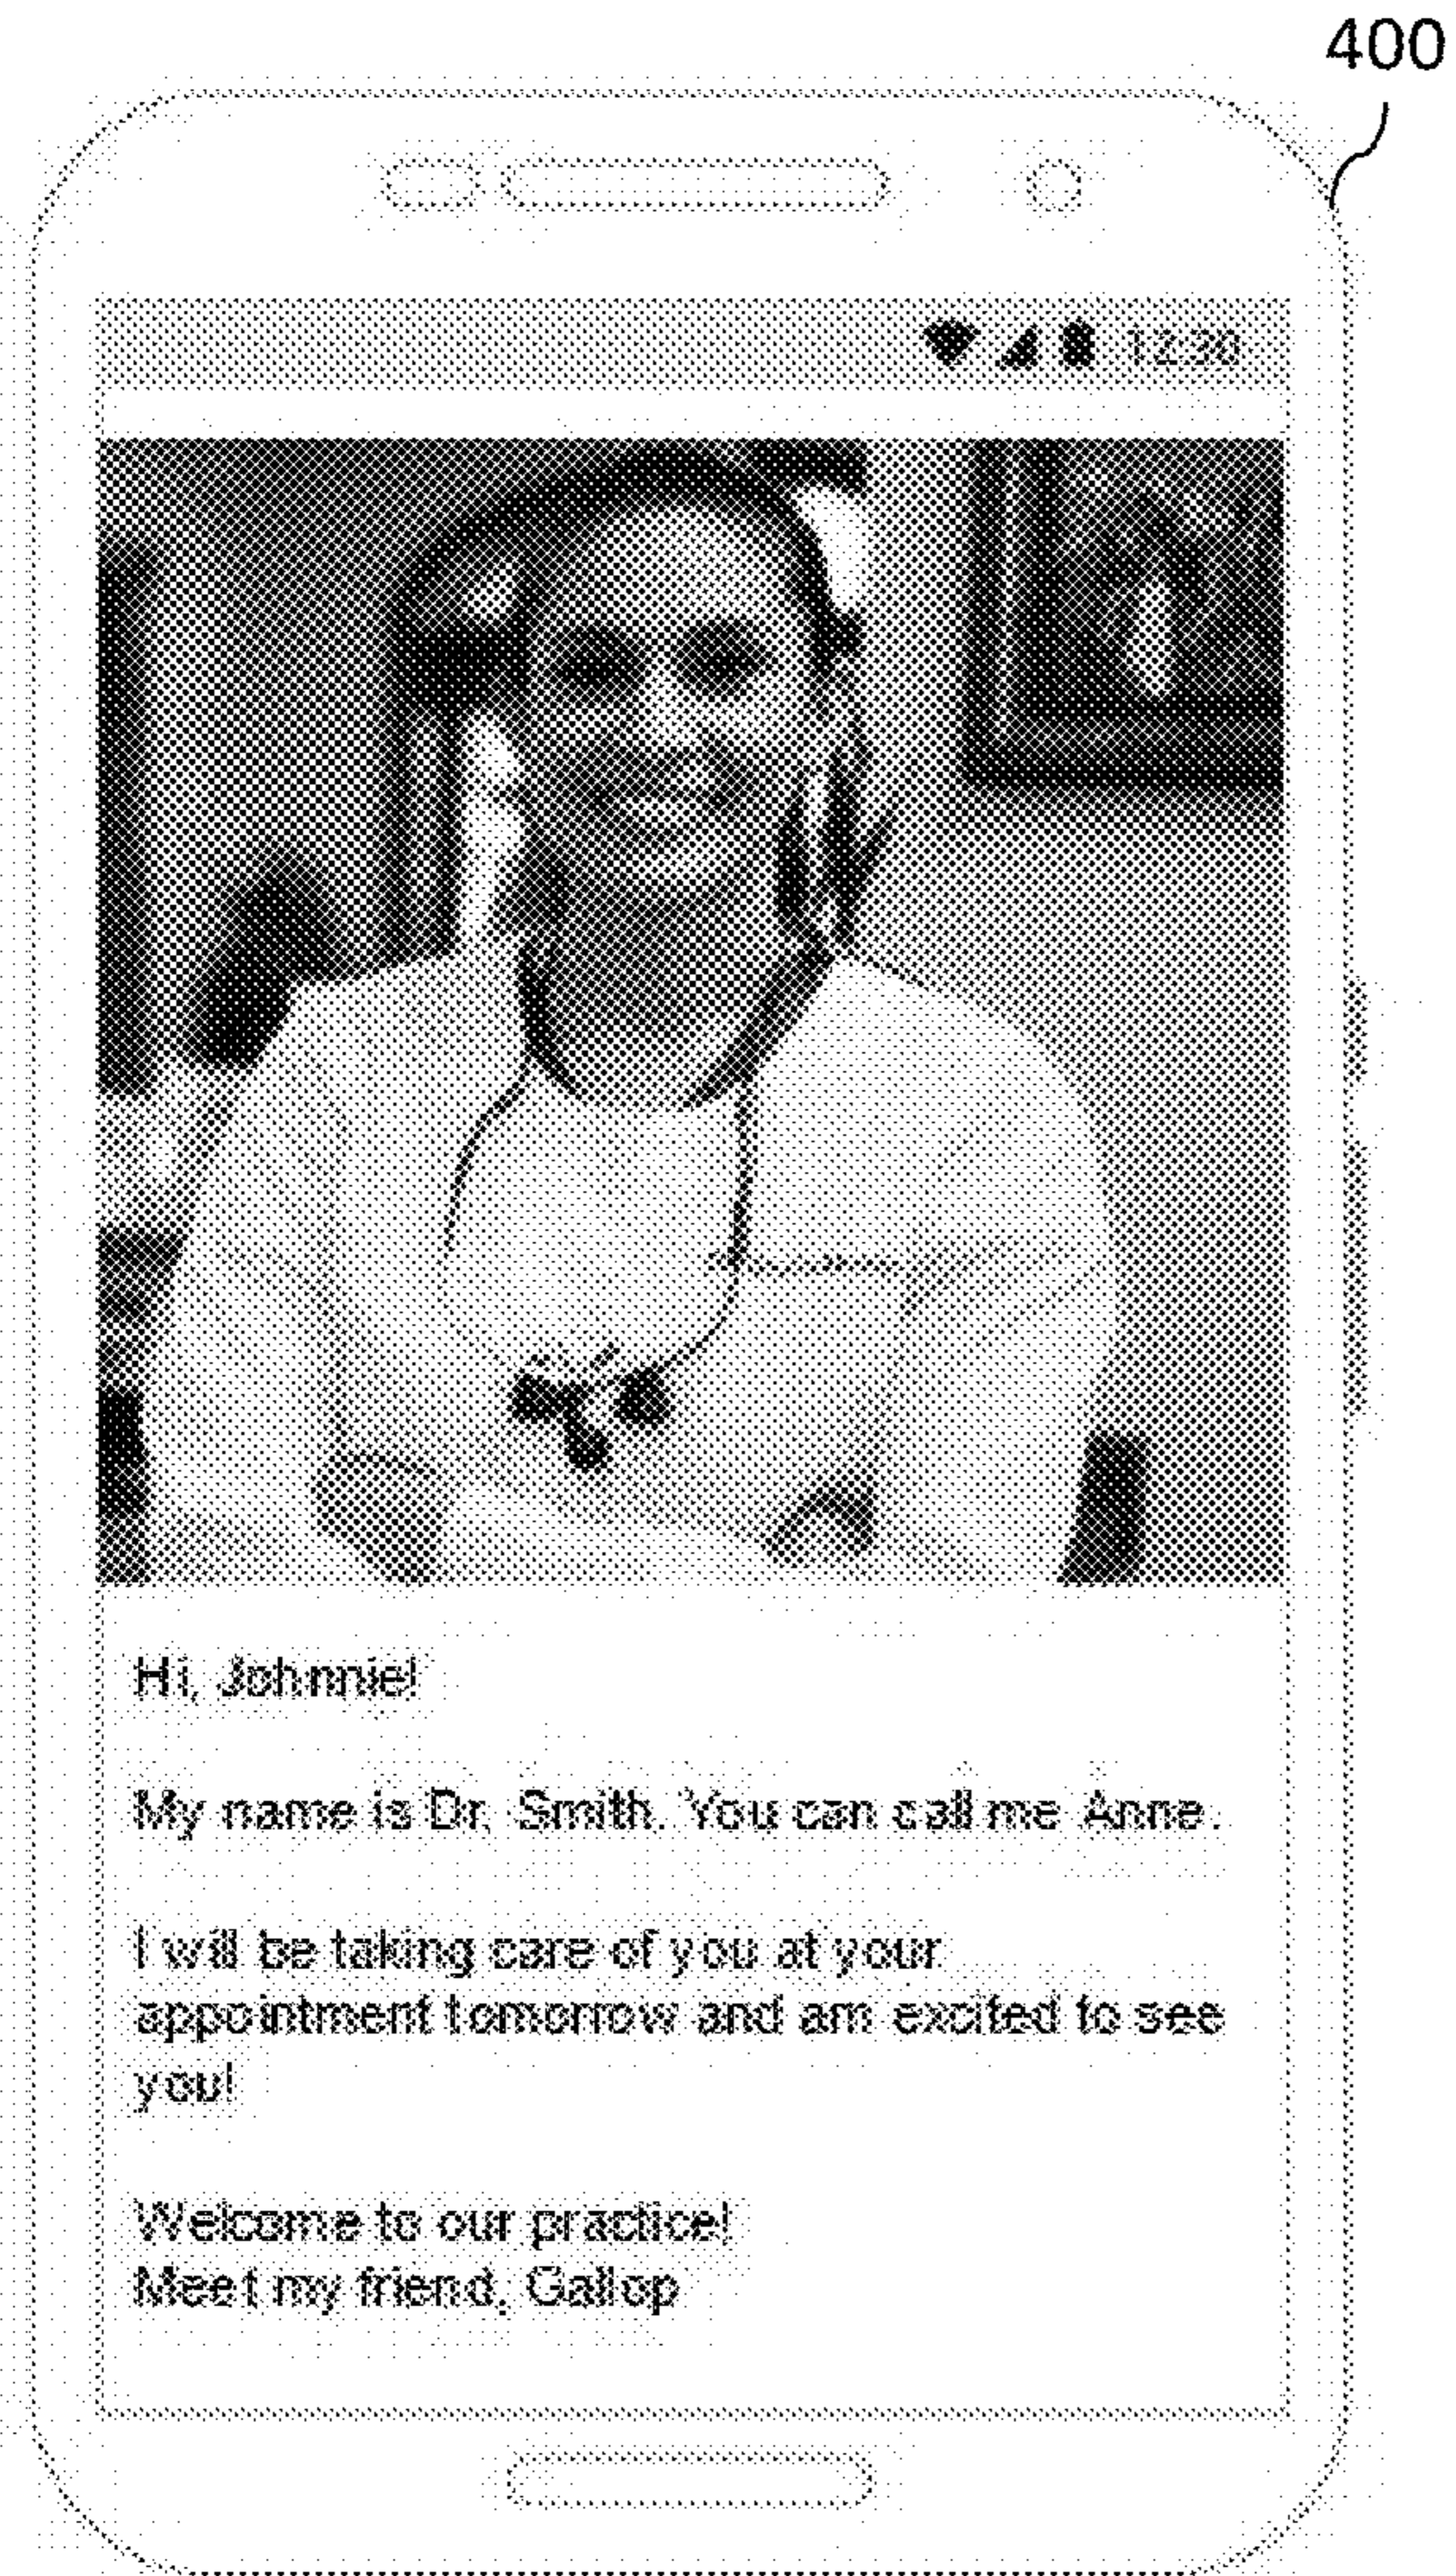 400
12:30
Hi, Johnnie!
My name is Dr. Smith. You can call me Anne.
I will be taking care of you at your
appointment tomorrow and am excited to see
you!
Welcome to our practice!
Meet my friend, Gallop